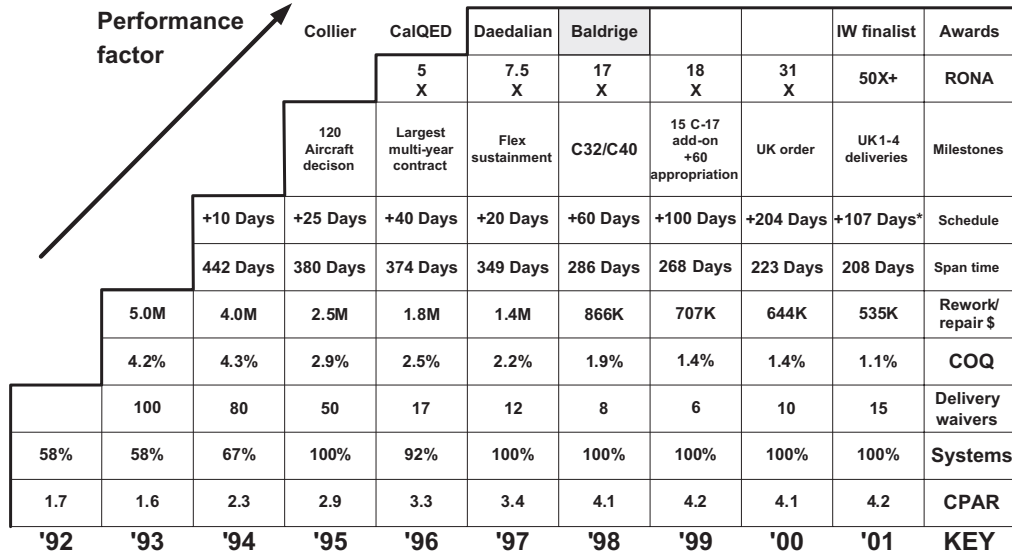 Performance
factor
Collier CalQED Daedalian Baldrige IW finalist Awards
5
X
7.5
X
17
X
18
X
31
X
50X+ RONA
120
Aircraft
decison
Largest
multi-year
contract
Flex
sustainment
C32/C40
15 C-17
add-on
+60
appropriation
UK order
UK1-4
deliveries
Milestones
+10 Days +25 Days +40 Days +20 Days +60 Days +100 Days +204 Days +107 Days* Schedule
442 Days 380 Days 374 Days 349 Days 286 Days 268 Days 223 Days 208 Days Span time
5.0M 4.0M 2.5M 1.8M 1.4M 866K 707K 644K 535K Rework/
repair $
4.2% 4.3% 2.9% 2.5% 2.2% 1.9% 1.4% 1.4% 1.1% COQ
100 80 50 17 12 8 6 10 15 Delivery
waivers
58% 58% 67% 100% 92% 100% 100% 100% 100% 100% Systems
1.7 1.6 2.3 2.9 3.3 3.4 4.1 4.2 4.1 4.2 CPAR
'92 '93 '94 '95 '96 '97 '98 '99 '00 '01 KEY